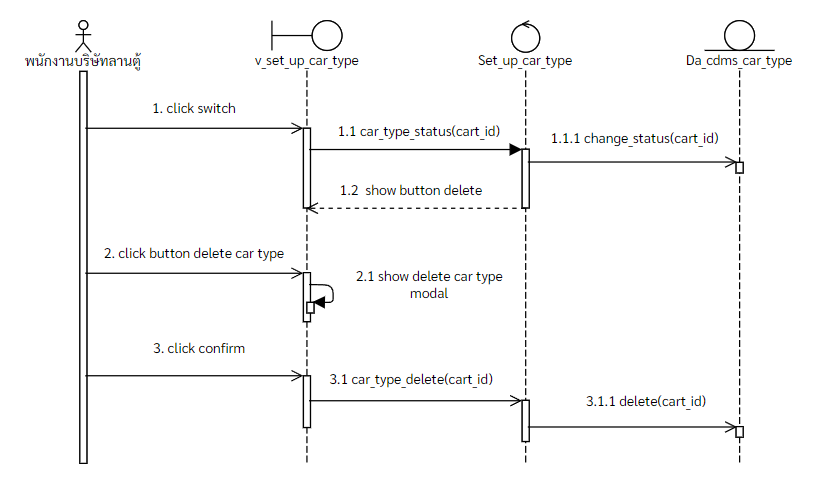 พนักงานบริษัทลานตู้
v_set_up_car_type
Set_up_car_type
Da_cdms_car_type
1. click switch
1.1 car_type_status(cart_id)
1.1.1 change_status(cart_id)
1.2 show button delete
2. click button delete car type
2.1 show delete car type
modal
3. click confirm
3.1 car_type_delete(cart_id)
3.1.1 delete(cart_id)